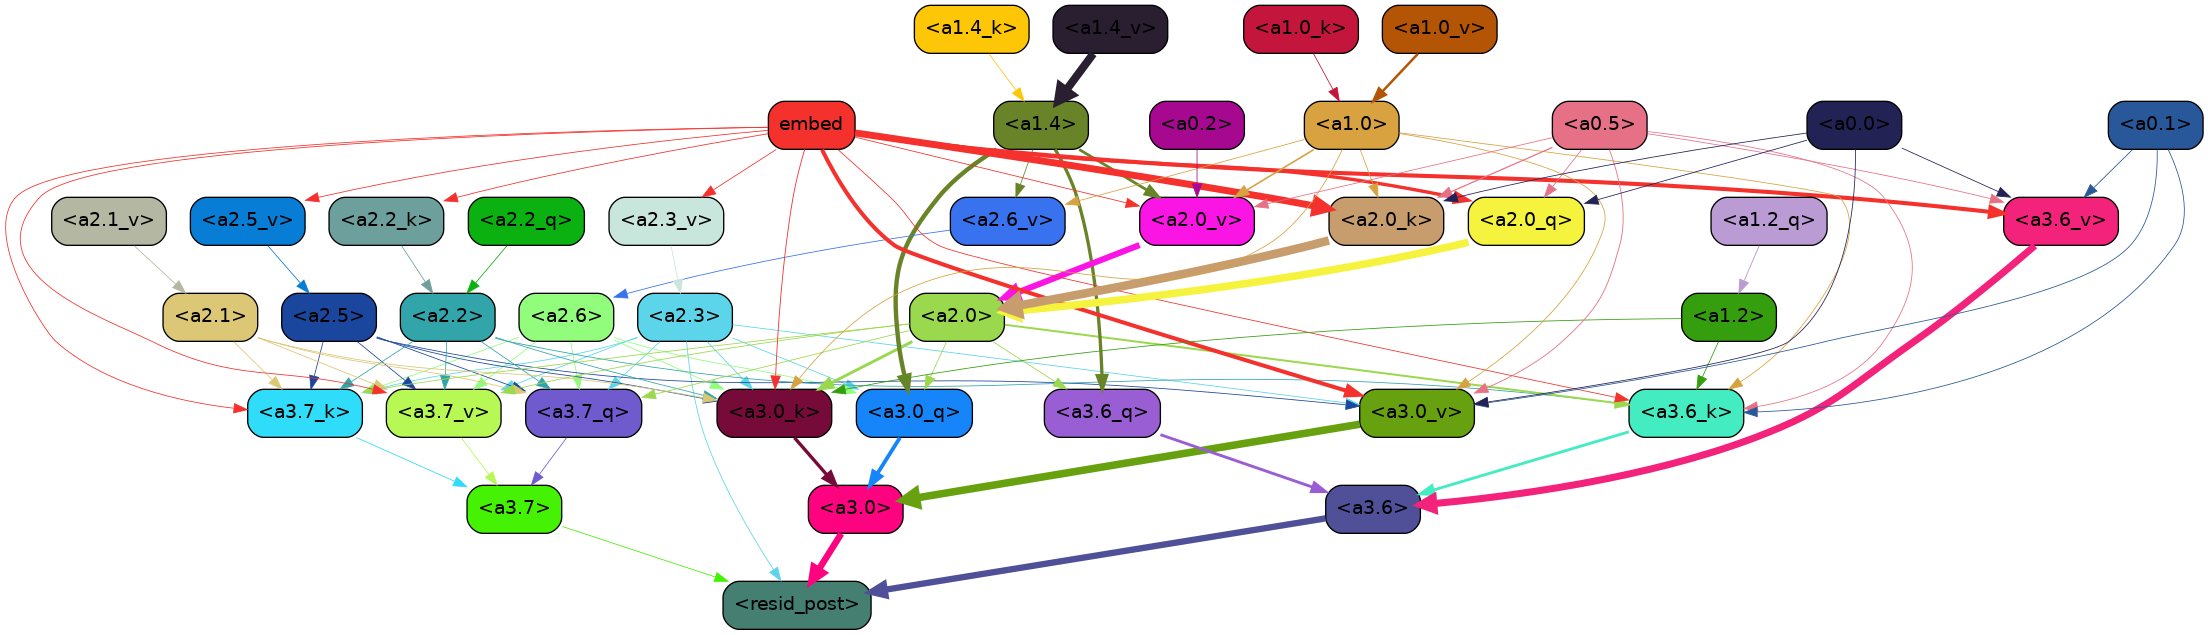 <a1.4_k>
<a1.4_v>
<a1.0_k>
<a1.0_v>
embed
<a1.4>
<a0.2>
<a1.0>
<a0.5>
<a0.0>
<a0.1>
<a2.1_v>
<a2.5_v>
<a2.2_k>
<a2.2_q>
<a2.3_v>
<a2.6_v>
<a2.0_v>
<a2.0_k>
<a2.0_q>
<a1.2_q>
<a3.6_v>
<a2.1>
<a2.5>
<a2.2>
<a2.6>
<a2.3>
<a2.0>
<a1.2>
<a3.7_k>
<a3.7_v>
<a3.7_q>
<a3.0_k>
<a3.0_q>
<a3.6_q>
<a3.0_v>
<a3.6_k>
<a3.7>
<a3.0>
<a3.6>
<resid_post>